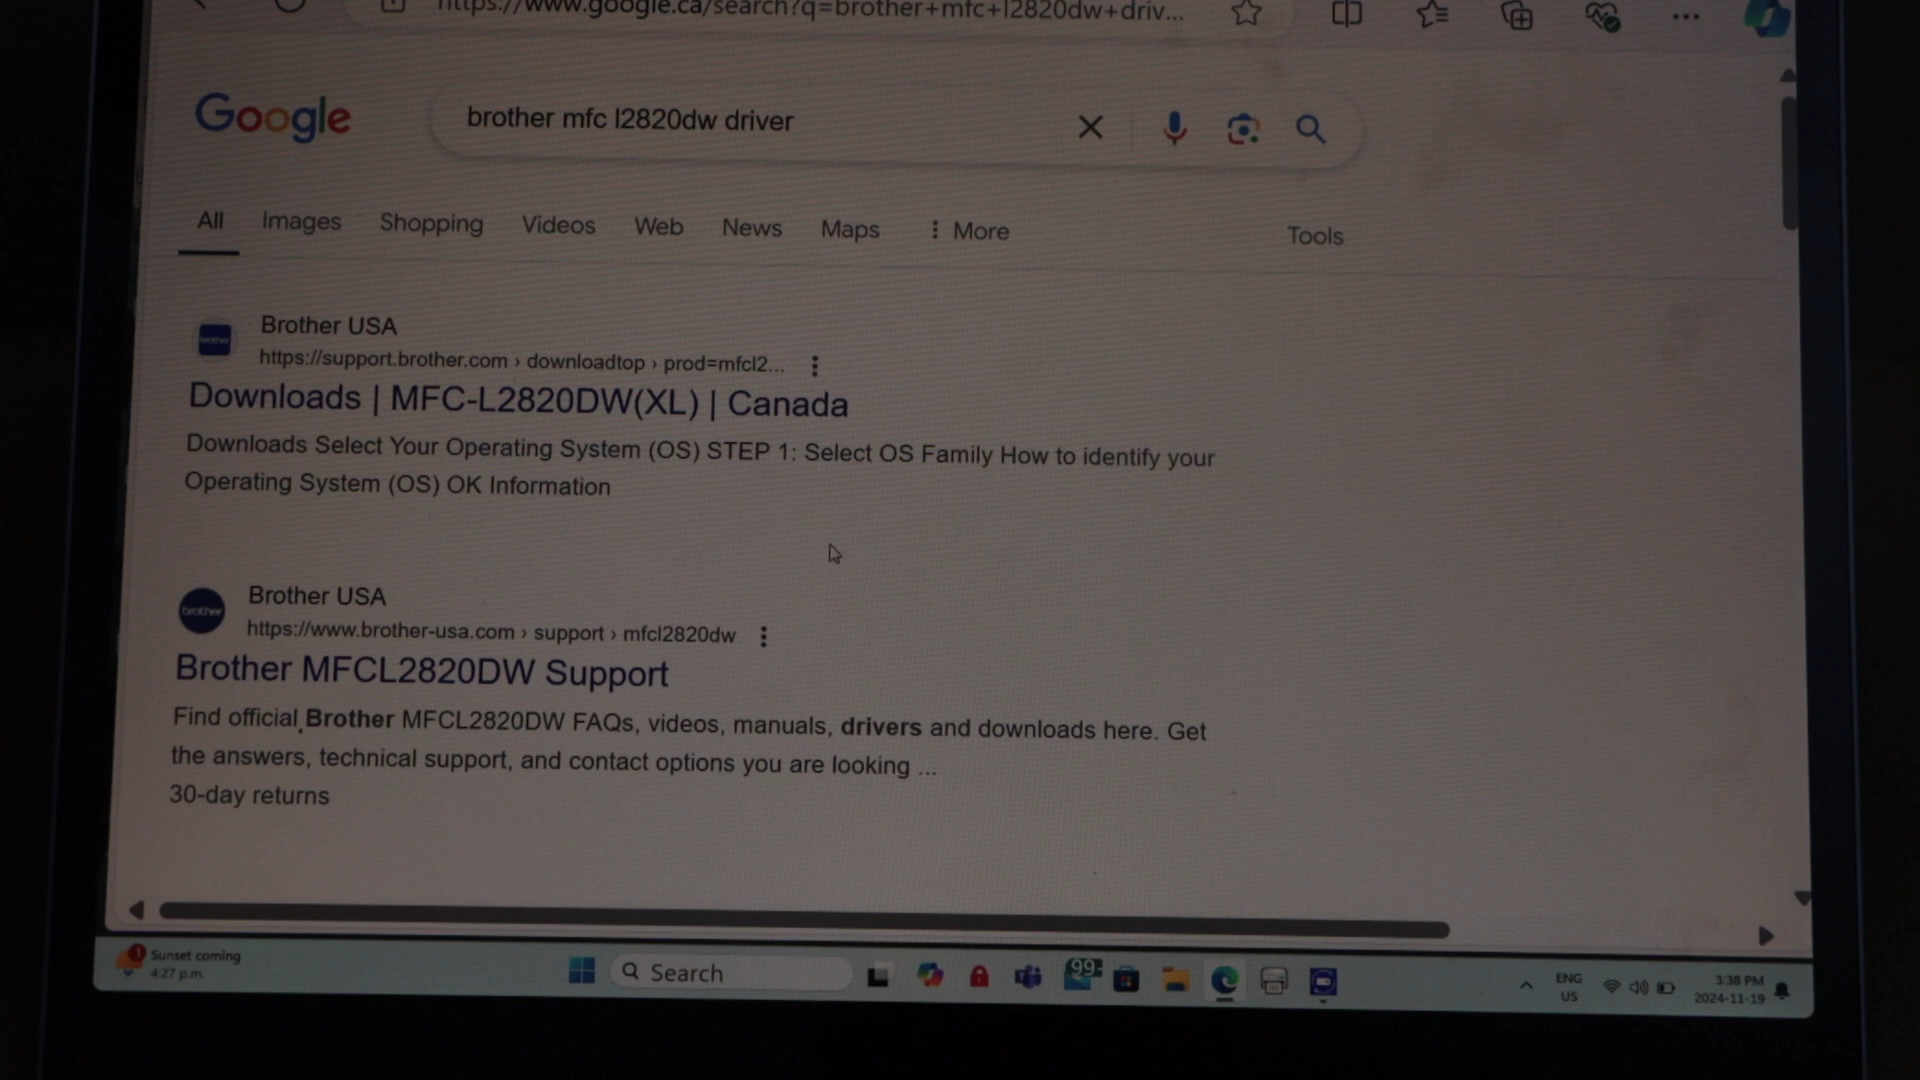 https://www.google.ca/search?q=brother+mfc+l2820dw+driv...
Google
brother mfc l2820dw driver
All Images Shopping Videos Web News Maps More Tools
Brother USA
https://support.brother.com › downloadtop › prod=mfcl2...
Downloads | MFC-L2820DW(XL) | Canada
Downloads Select Your Operating System (OS) STEP 1: Select OS Family How to identify your
Operating System (OS) OK Information
brother
Brother USA
https://www.brother-usa.com › support › mfcl2820dw
Brother MFCL2820DW Support
Find official Brother MFCL2820DW FAQs, videos, manuals, drivers and downloads here. Get
the answers, technical support, and contact options you are looking ...
30-day returns
1
Sunset coming
4:27 p.m.
Search
99+
ENG
US
3:38 PM
2024-11-19